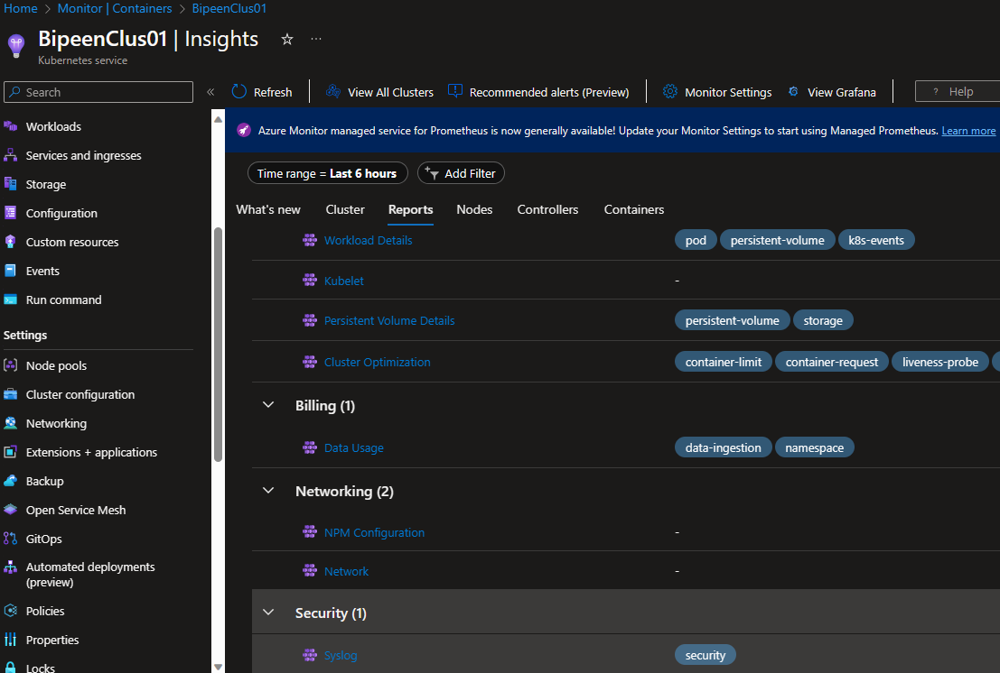 Home > Monitor | Containers > BipeenClus01
BipeenClus01 | Insights ☆ ...
Kubernetes service
Search
«
Workloads
Services and ingresses
Storage
Configuration
Custom resources
Events
Run command
Settings
Node pools
Cluster configuration
Networking
Extensions + applications
Backup
Open Service Mesh
GitOps
Automated deployments
(preview)
Policies
Properties
Locks
Refresh View All Clusters Recommended alerts (Preview) Monitor Settings View Grafana ? Help
Azure Monitor managed service for Prometheus is now generally available! Update your Monitor Settings to start using Managed Prometheus. Learn more
Time range = Last 6 hours Add Filter
What's new Cluster Reports Nodes Controllers Containers
Workload Details pod persistent-volume k8s-events
Kubelet -
Persistent Volume Details persistent-volume storage
Cluster Optimization container-limit container-request liveness-probe
Billing (1)
Data Usage data-ingestion namespace
Networking (2)
NPM Configuration -
Network -
Security (1)
Syslog security